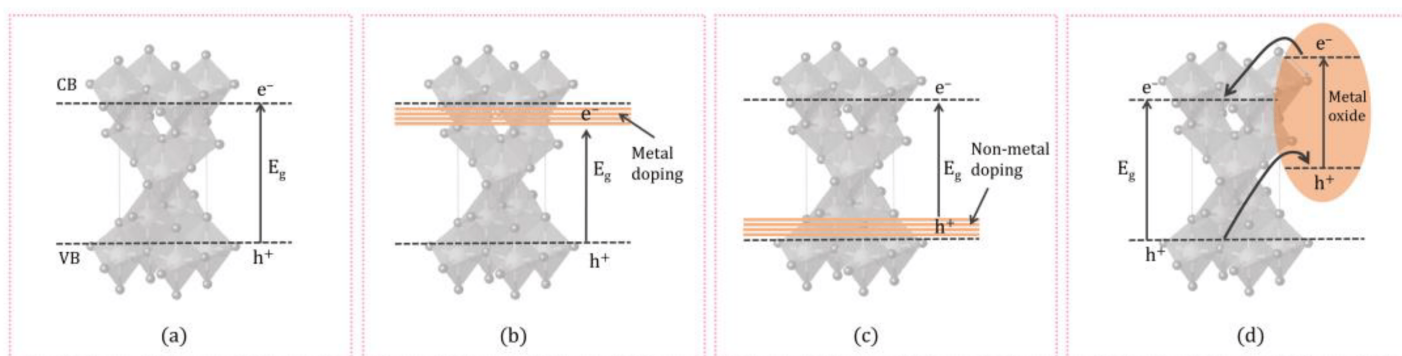 CB
e⁻
E_g
VB
h⁺
(a)
e⁻
Metal
doping
E_g
h⁺
(b)
e⁻
Non-metal
doping
E_g
h⁺
(c)
e⁻
e⁻
Metal
oxide
E_g
h⁺
h⁺
(d)